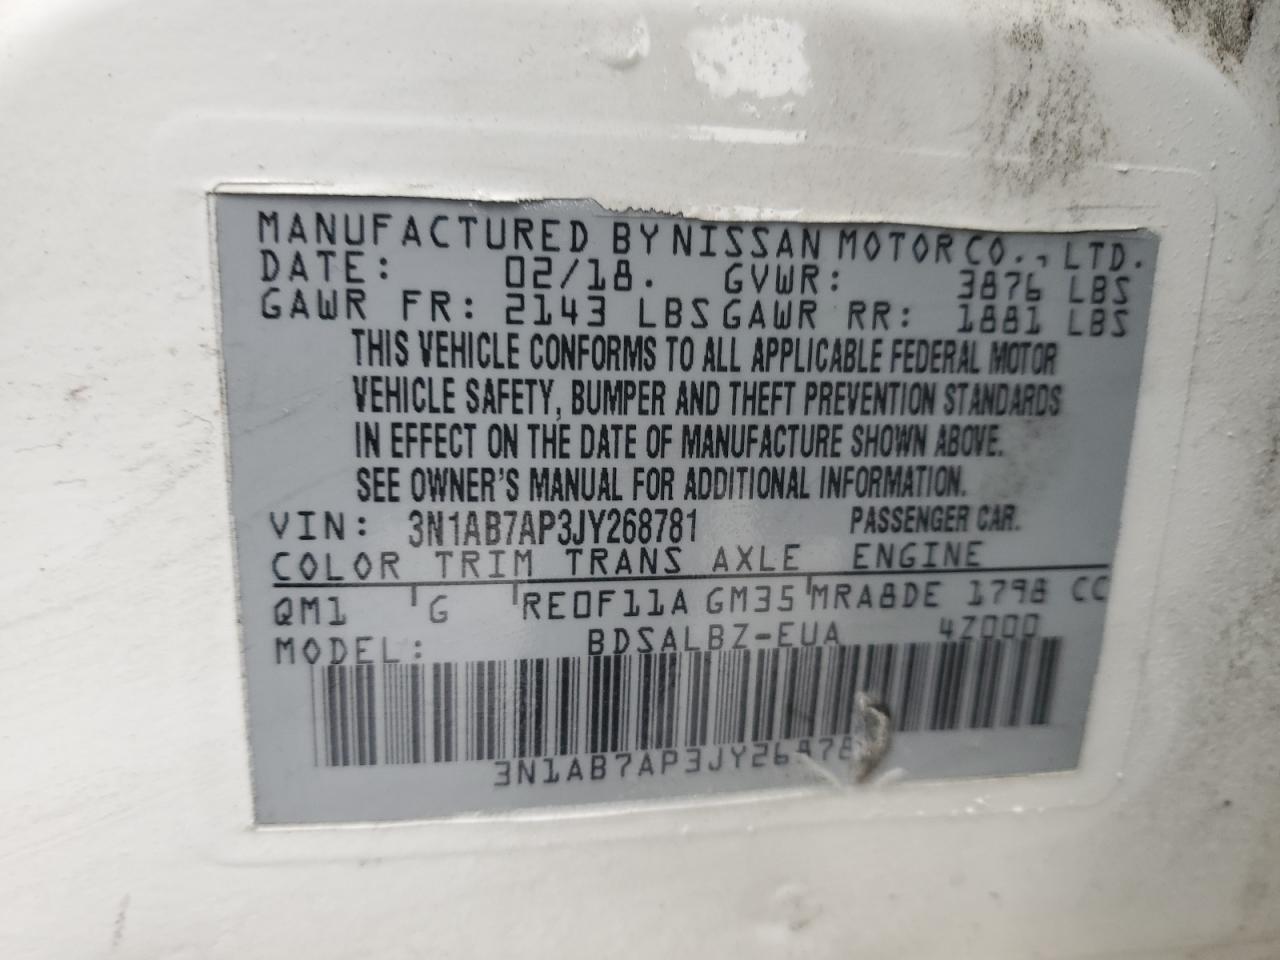 MANUFACTURED BY NISSAN MOTOR CO., LTD.
DATE: 02/18. GVWR: 3876 LBS
GAWR FR: 2143 LBS GAWR RR: 1881 LBS
THIS VEHICLE CONFORMS TO ALL APPLICABLE FEDERAL MOTOR
VEHICLE SAFETY, BUMPER AND THEFT PREVENTION STANDARDS
IN EFFECT ON THE DATE OF MANUFACTURE SHOWN ABOVE.
SEE OWNER'S MANUAL FOR ADDITIONAL INFORMATION.
VIN: 3N1AB7AP3JY268781 PASSENGER CAR.
COLOR TRIM TRANS AXLE ENGINE
QM1 G RE0F11A GM35 MRA8DE 1798 CC
MODEL: BDSALBZ-EUA 4Z000